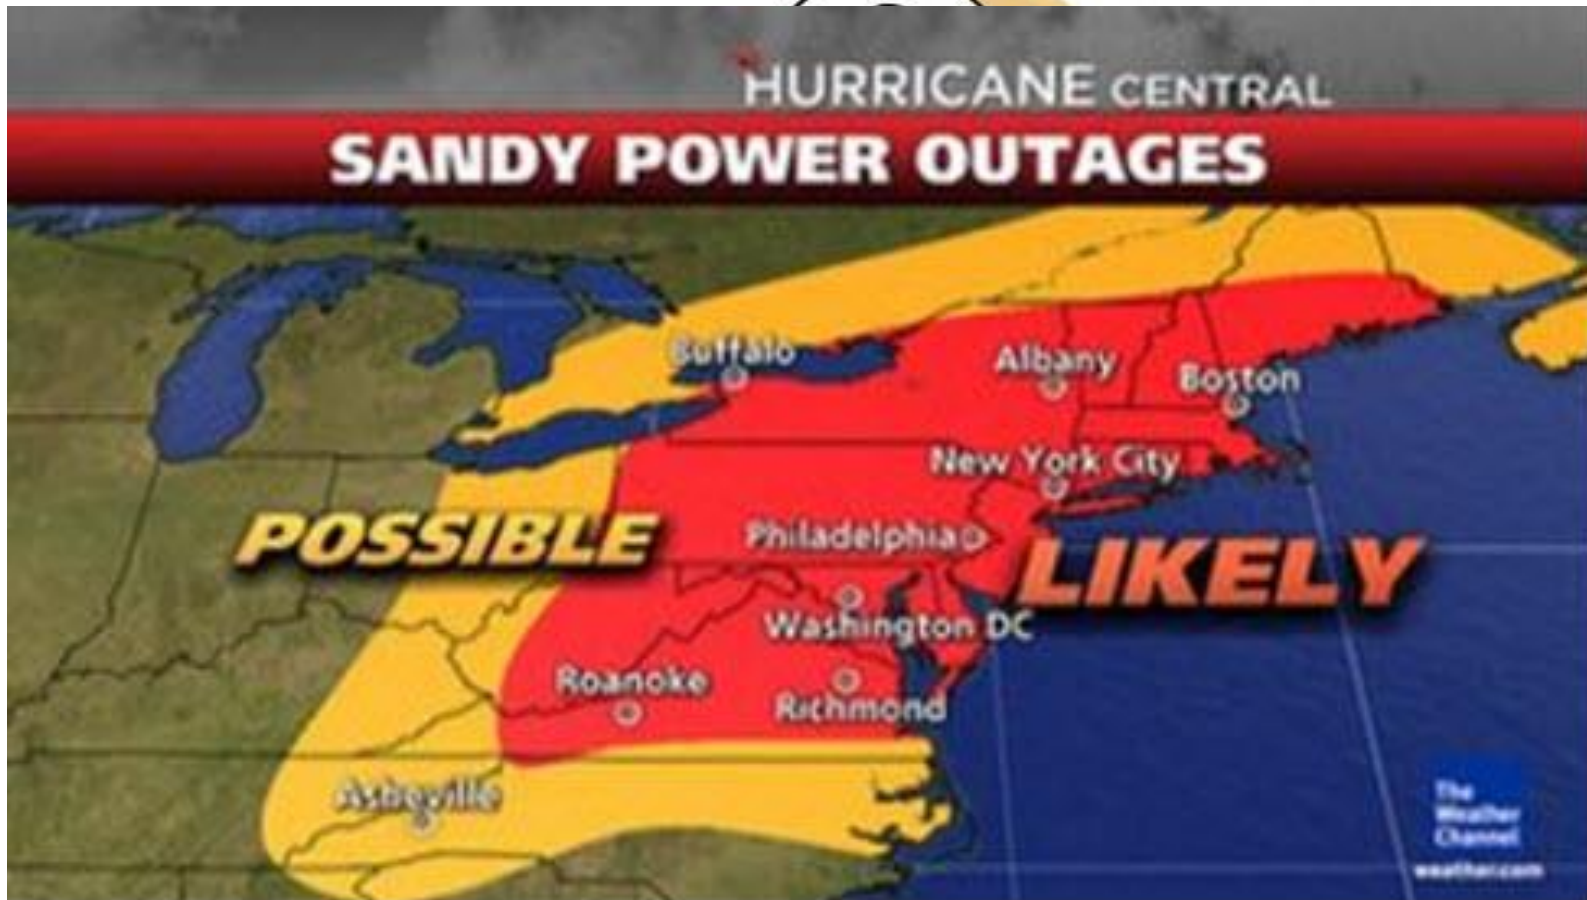 HURRICANE CENTRAL
SANDY POWER OUTAGES
Buffalo
Albany
Boston
New York City
POSSIBLE
Philadelphia
LIKELY
Washington DC
Roanoke
Richmond
Asheville
The
Weather
Channel
weather.com